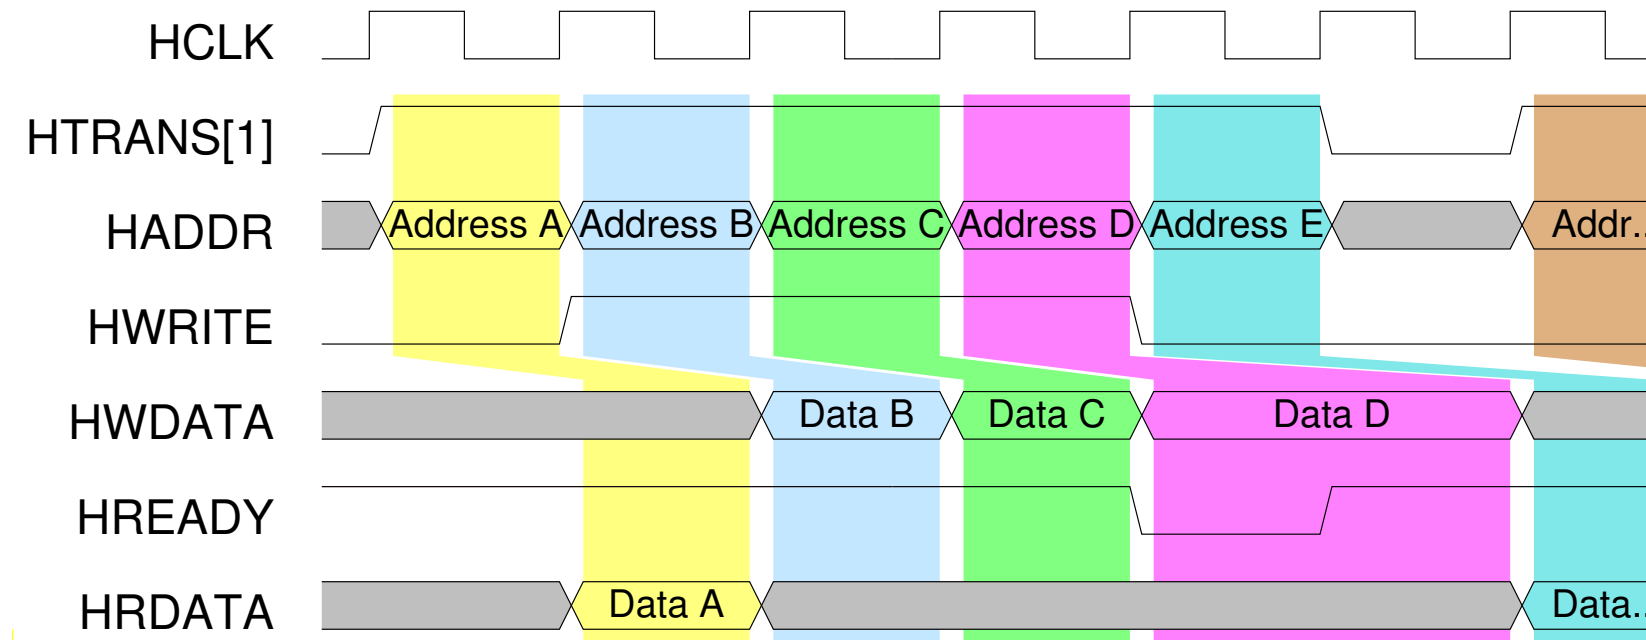 HCLK
HTRANS[1]
HADDR Address A Address B Address C Address D Address E Addr..
HWRITE
HWDATA Data B Data C Data D
HREADY
HRDATA Data A Data..